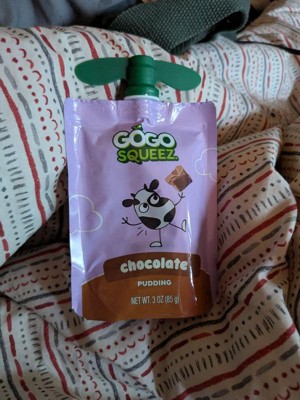 GOGO
SQUEEZ
chocolate
PUDDING
NET WT. 3 OZ (85 g)